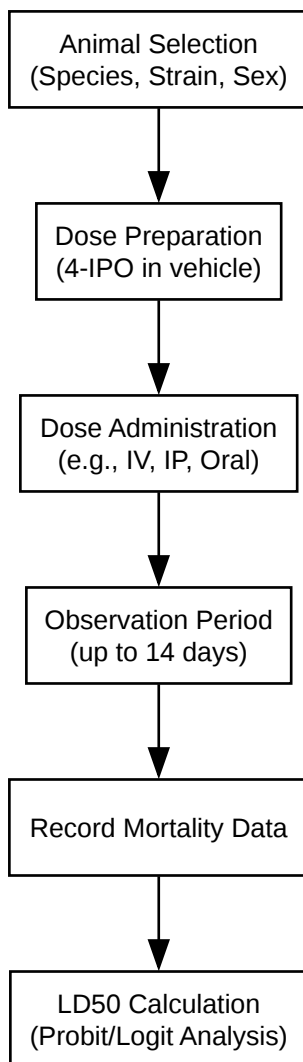 Animal Selection
(Species, Strain, Sex)
Dose Preparation
(4-IPO in vehicle)
Dose Administration
(e.g., IV, IP, Oral)
Observation Period
(up to 14 days)
Record Mortality Data
LD50 Calculation
(Probit/Logit Analysis)